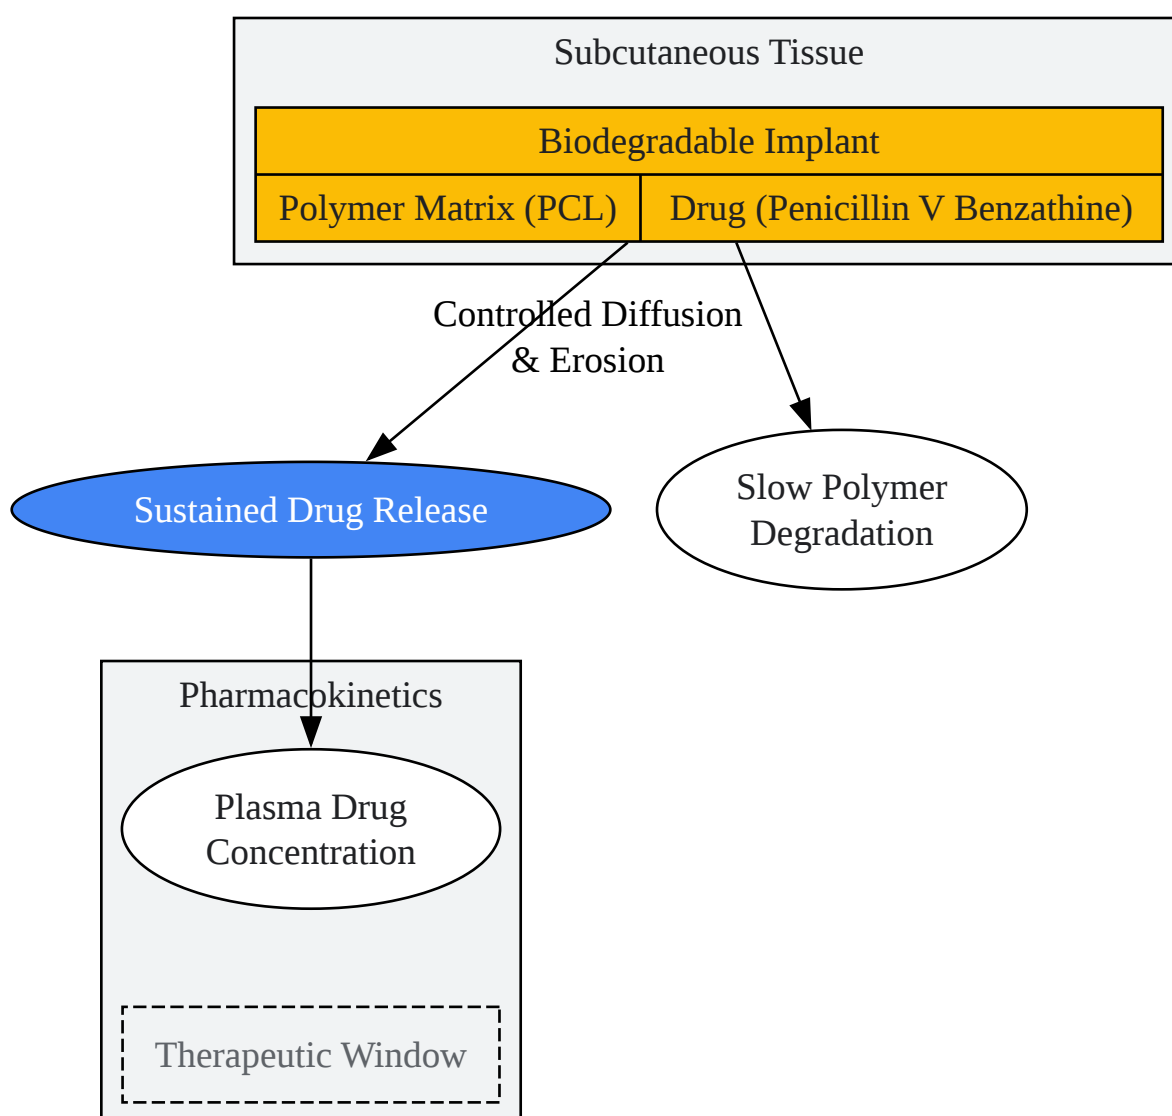 Subcutaneous Tissue
Biodegradable Implant
Polymer Matrix (PCL)
Drug (Penicillin V Benzathine)
Controlled Diffusion
& Erosion
Sustained Drug Release
Slow Polymer
Degradation
Pharmacokinetics
Plasma Drug
Concentration
Therapeutic Window